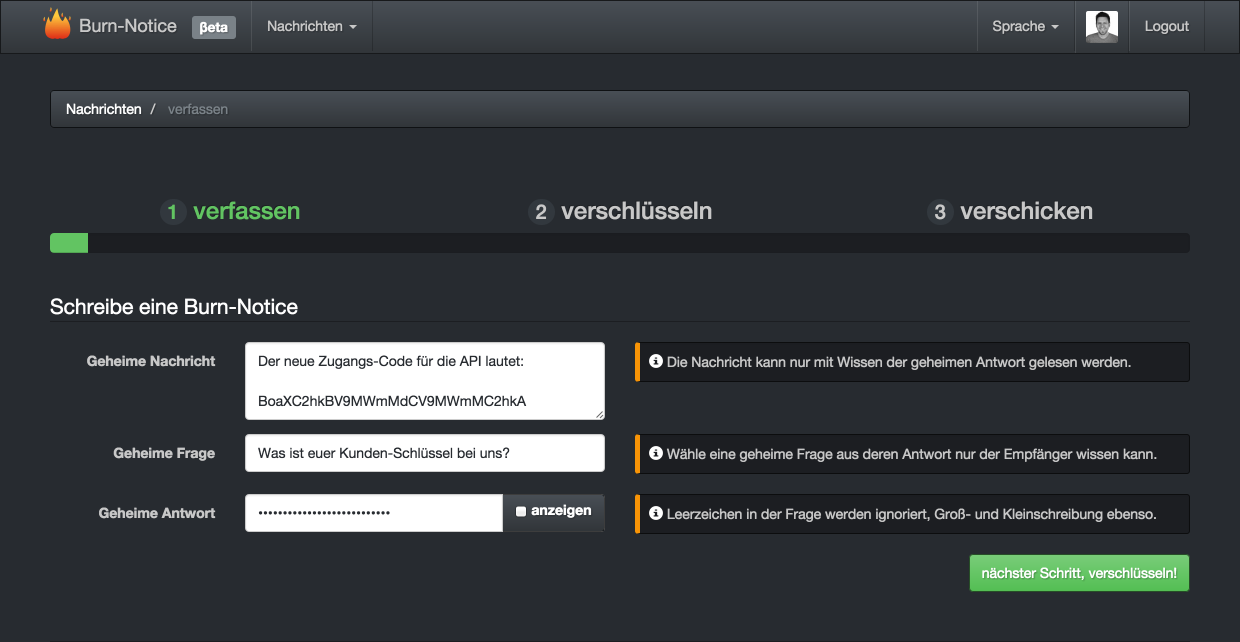 Burn-Notice βeta Nachrichten Sprache Logout
Nachrichten / verfassen
1 verfassen 2 verschlüsseln 3 verschicken
Schreibe eine Burn-Notice
Geheime Nachricht
Der neue Zugangs-Code für die API lautet:
BoaXC2hkBV9MWmMdCV9MWmMC2hkA
Die Nachricht kann nur mit Wissen der geheimen Antwort gelesen werden.
Geheime Frage
Was ist euer Kunden-Schlüssel bei uns?
Wähle eine geheime Frage aus deren Antwort nur der Empfänger wissen kann.
Geheime Antwort
anzeigen
Leerzeichen in der Frage werden ignoriert, Groß- und Kleinschreibung ebenso.
nächster Schritt, verschlüsseln!